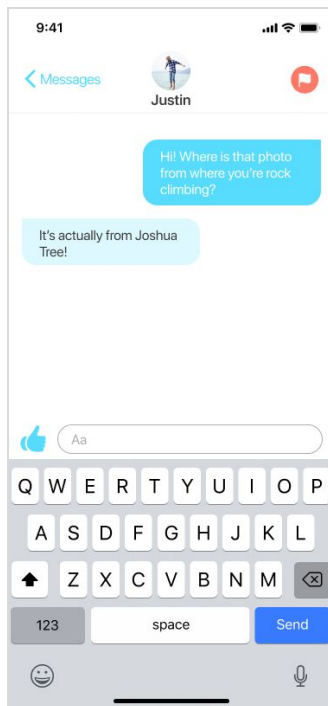 9:41
Messages
Justin
Hi! Where is that photo
from where you're rock
climbing?
It's actually from Joshua
Tree!
Aa
Q W E R T Y U I O P
A S D F G H J K L
Z X C V B N M
123 space Send